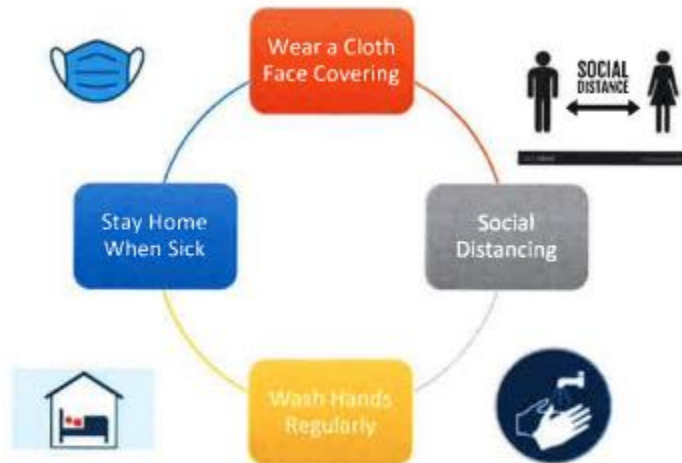 Wear a Cloth
Face Covering
SOCIAL
DISTANCE
Stay Home
When Sick
Social
Distancing
Wash Hands
Regularly